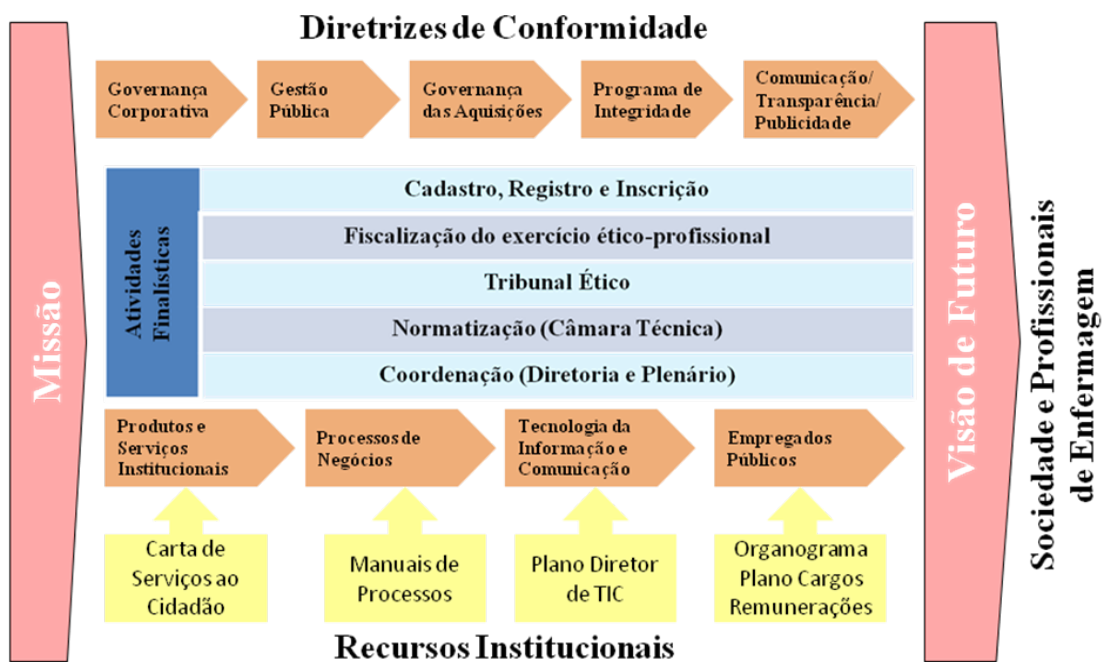 Diretrizes de Conformidade
Missão
Governança
Corporativa
Gestão
Pública
Governança
das Aquisições
Programa de
Integridade
Comunicação/
Transparência/
Publicidade
Atividades
Finalísticas
Cadastro, Registro e Inscrição
Fiscalização do exercício ético-profissional
Tribunal Ético
Normatização (Câmara Técnica)
Coordenação (Diretoria e Plenário)
Produtos e
Serviços
Institucionais
Processos de
Negócios
Tecnologia da
Informação e
Comunicação
Empregados
Públicos
Carta de
Serviços ao
Cidadão
Manuais de
Processos
Plano Diretor
de TIC
Organograma
Plano Cargos
Remunerações
Recursos Institucionais
Visão de Futuro
Sociedade e Profissionais
de Enfermagem